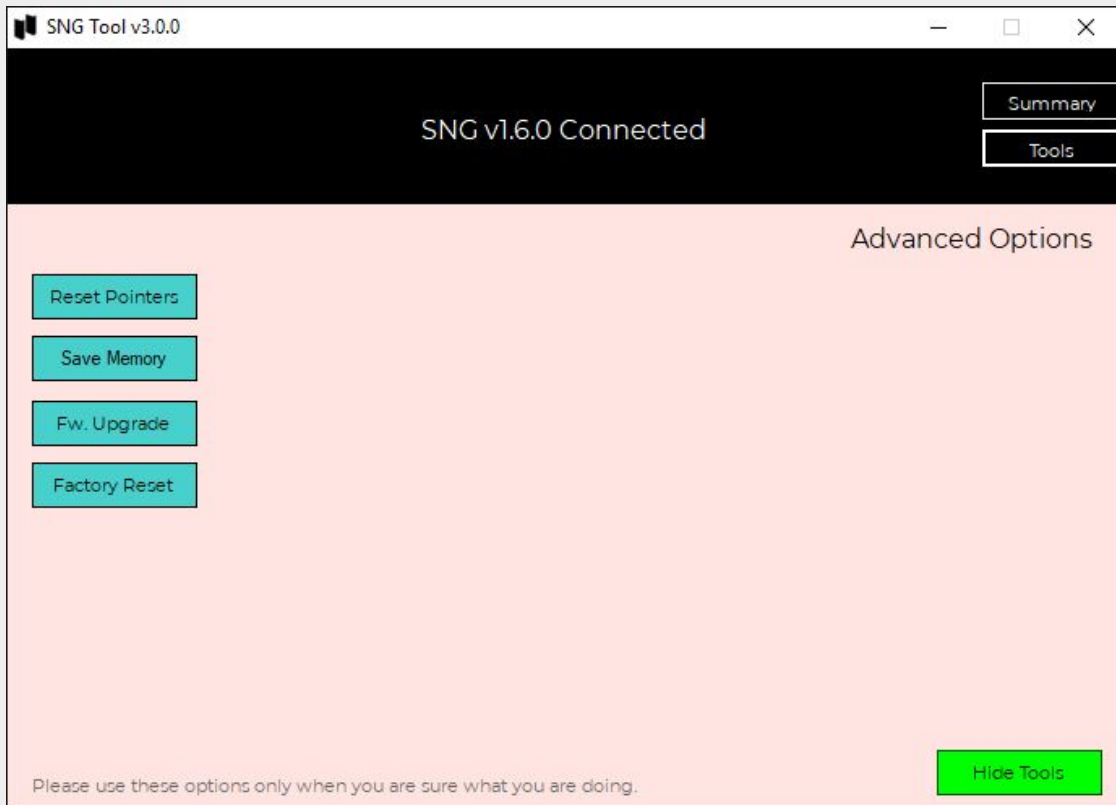 SNG Tool v3.0.0
SNG v1.6.0 Connected
Summary
Tools
Advanced Options
Reset Pointers
Save Memory
Fw. Upgrade
Factory Reset
Please use these options only when you are sure what you are doing.
Hide Tools